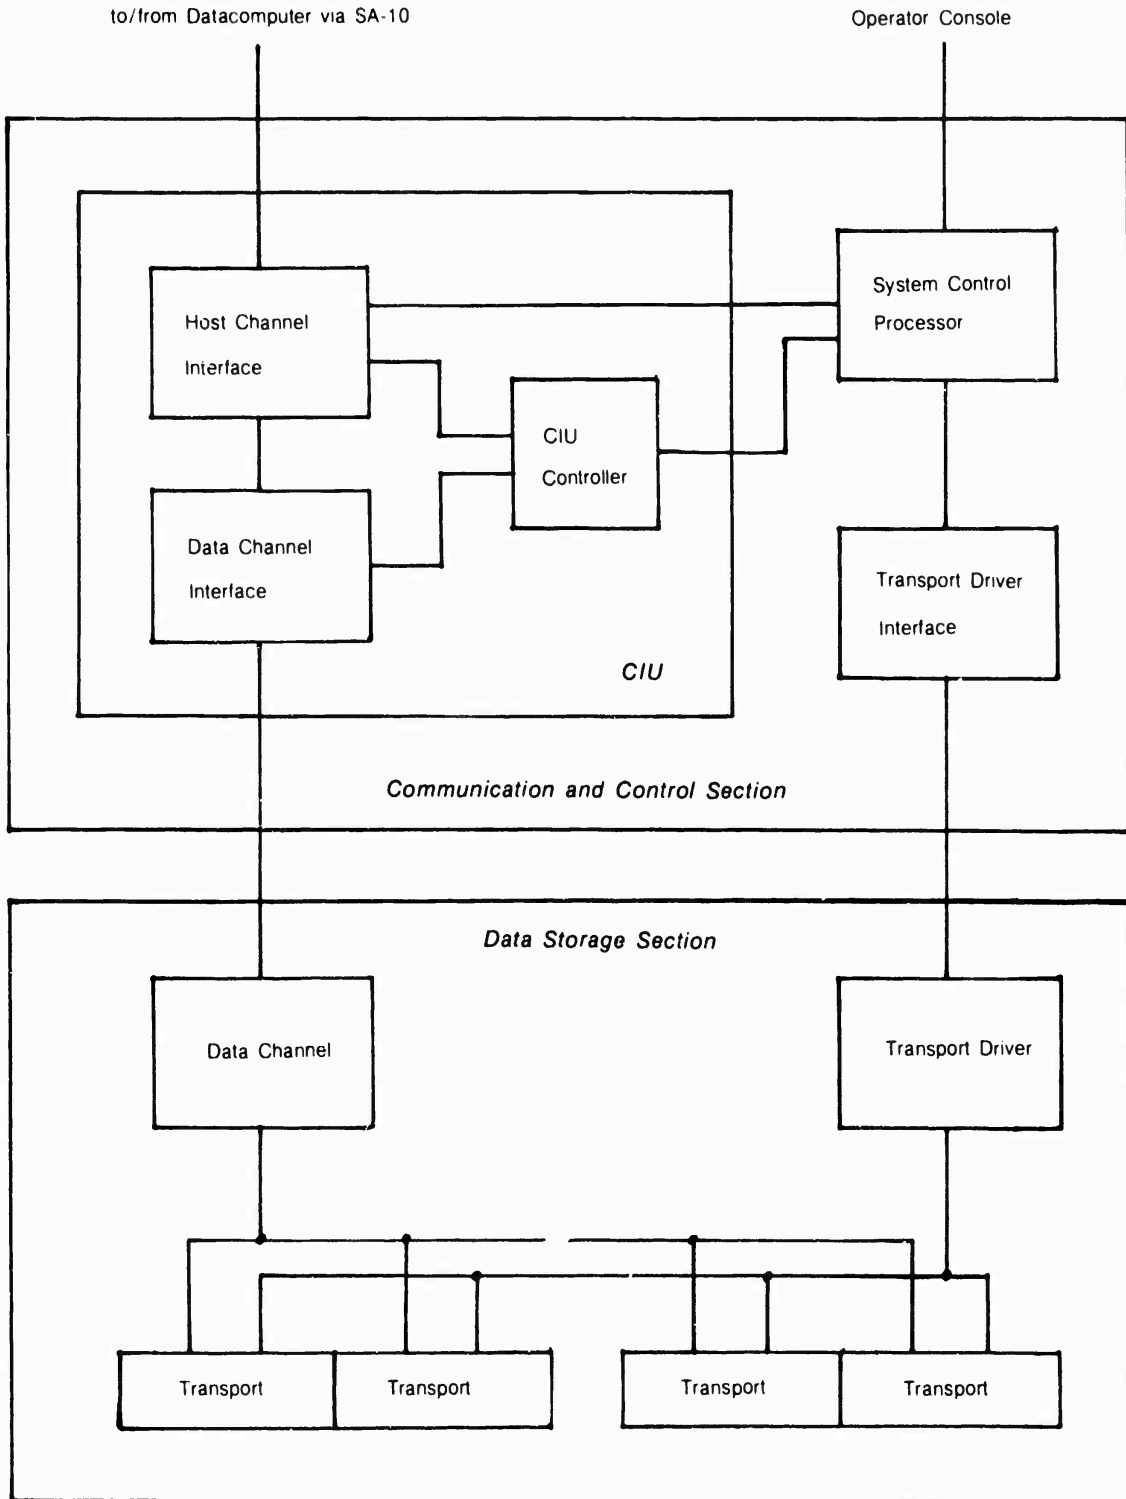 to/from Datacomputer via SA-10
Operator Console
System Control
Processor
Host Channel
Interface
CIU
Controller
Data Channel
Interface
Transport Driver
Interface
CIU
Communication and Control Section
Data Storage Section
Data Channel
Transport Driver
Transport
Transport
Transport
Transport